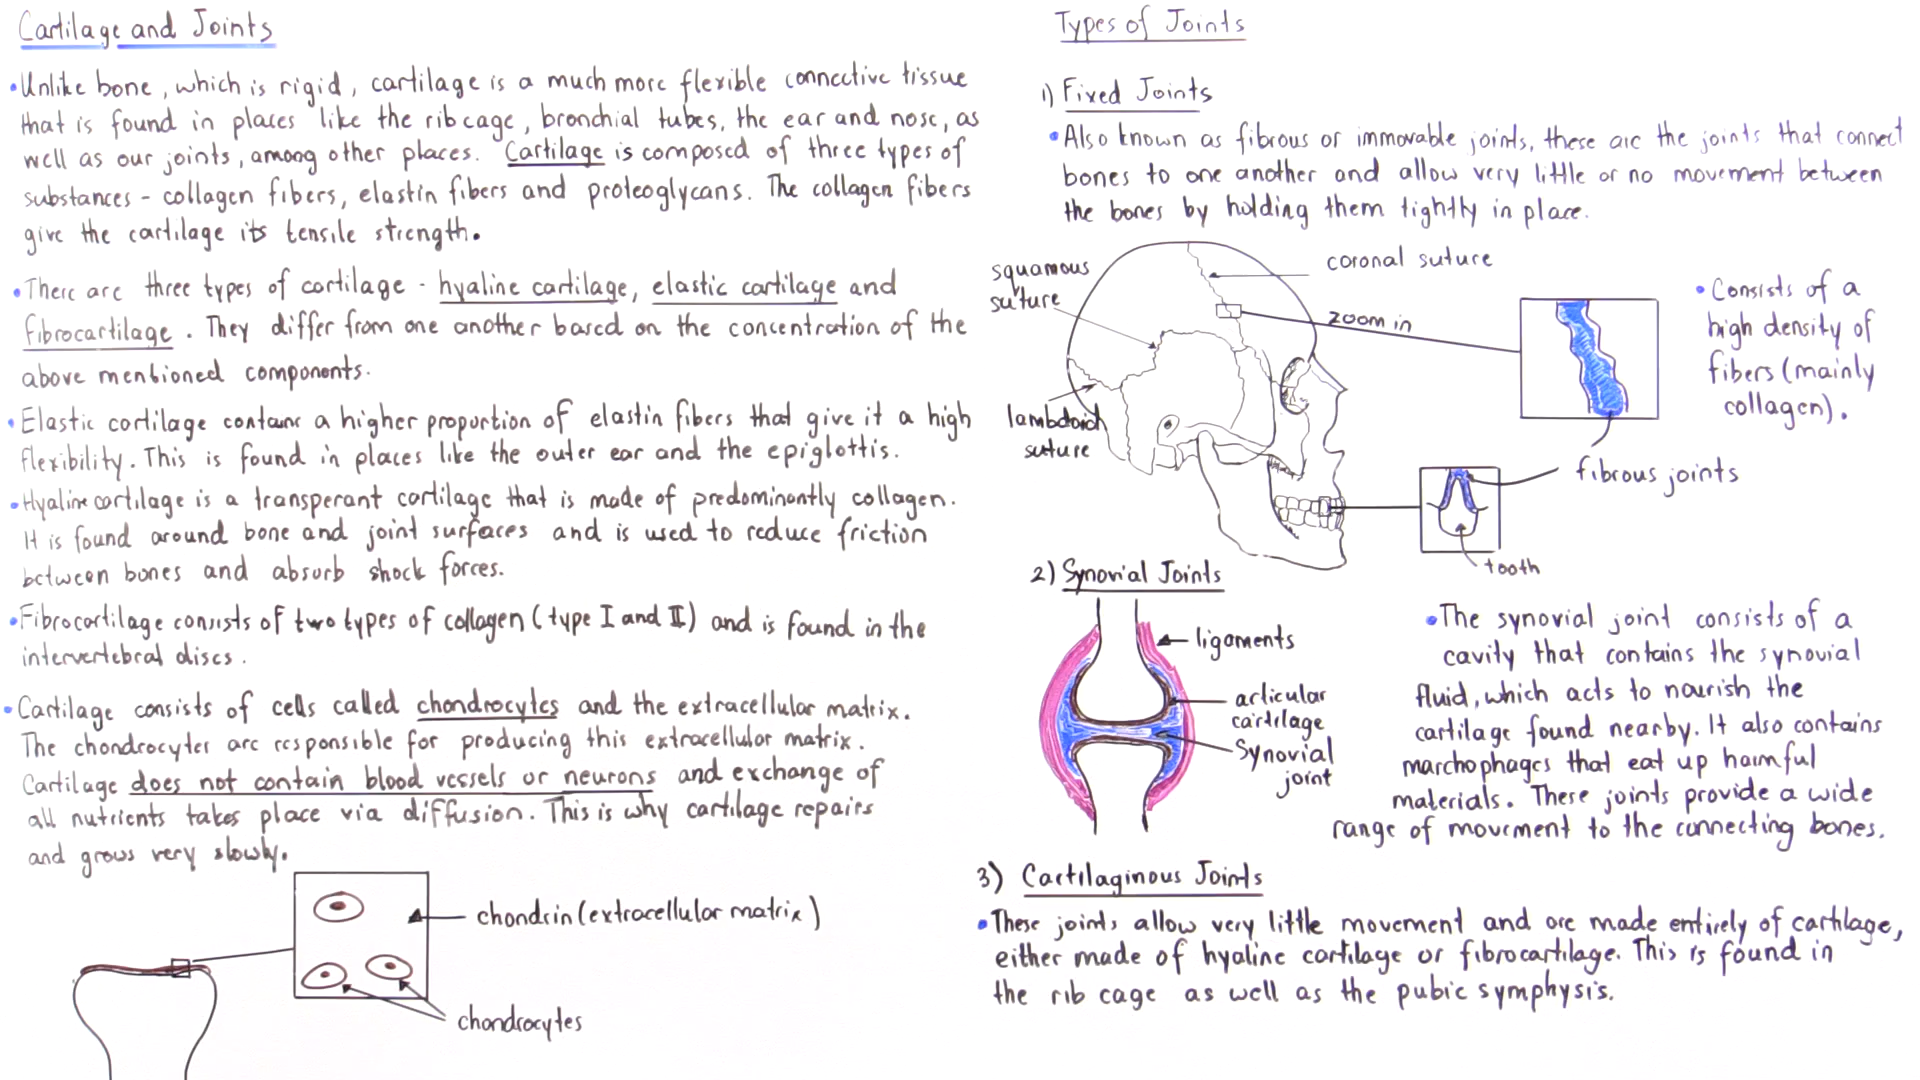 Cartilage and Joints
•Unlike bone, which is rigid, cartilage is a much more flexible connective tissue
that is found in places like the rib cage, bronchial tubes, the ear and nose, as
well as our joints, among other places. Cartilage is composed of three types of
substances - collagen fibers, elastin fibers and proteoglycans. The collagen fibers
give the cartilage its tensile strength.
•There are three types of cartilage - hyaline cartilage, elastic cartilage and
fibrocartilage. They differ from one another based on the concentration of the
above mentioned components.
•Elastic cartilage contains a higher proportion of elastin fibers that give it a high
flexibility. This is found in places like the outer ear and the epiglottis.
•Hyaline cartilage is a transperant cartilage that is made of predominantly collagen.
It is found around bone and joint surfaces and is used to reduce friction
between bones and absorb shock forces.
•Fibrocartilage consists of two types of collagen (type I and II) and is found in the
intervertebral discs.
•Cartilage consists of cells called chondrocytes and the extracellular matrix.
The chondrocytes are responsible for producing this extracellular matrix.
Cartilage does not contain blood vessels or neurons and exchange of
all nutrients takes place via diffusion. This is why cartilage repairs
and grows very slowly.
chondrin (extracellular matrix)
chondrocytes
Types of Joints
1) Fixed Joints
•Also known as fibrous or immovable joints, these are the joints that connect
bones to one another and allow very little or no movement between
the bones by holding them tightly in place.
squamous
suture
coronal suture
zoom in
lambdoid
suture
•Consists of a
high density of
fibers (mainly
collagen).
fibrous joints
tooth
2) Synovial Joints
ligaments
articular
cartilage
Synovial
joint
•The synovial joint consists of a
cavity that contains the synovial
fluid, which acts to nourish the
cartilage found nearby. It also contains
marchophages that eat up harmful
materials. These joints provide a wide
range of movement to the connecting bones.
3) Cartilaginous Joints
•These joints allow very little movement and are made entirely of cartilage,
either made of hyaline cartilage or fibrocartilage. This is found in
the rib cage as well as the pubic symphysis.